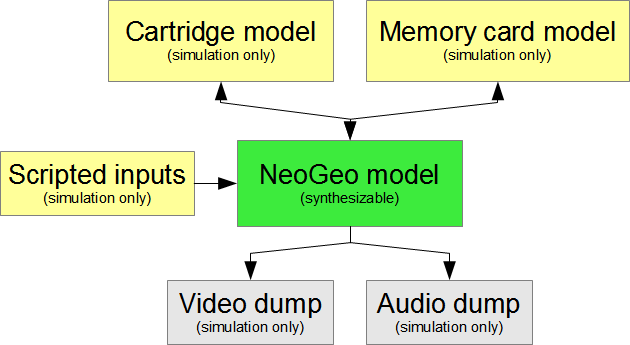 Cartridge model
(simulation only)
Memory card model
(simulation only)
Scripted inputs
(simulation only)
NeoGeo model
(synthesizable)
Video dump
(simulation only)
Audio dump
(simulation only)